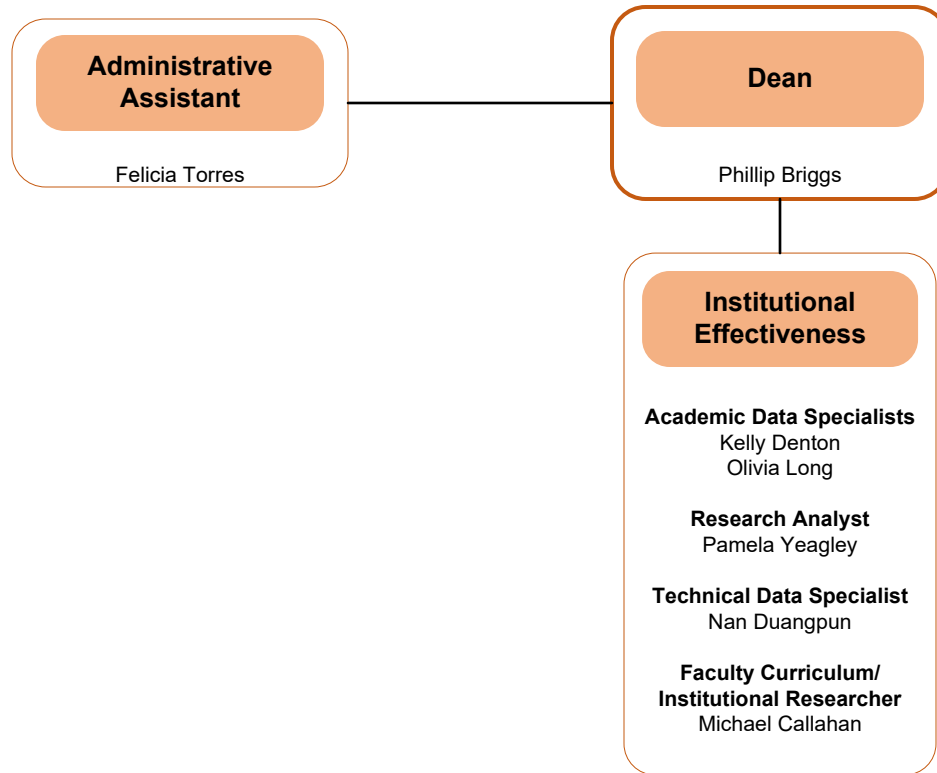 Administrative
Assistant
Felicia Torres
Dean
Phillip Briggs
Institutional
Effectiveness
Academic Data Specialists
Kelly Denton
Olivia Long
Research Analyst
Pamela Yeagley
Technical Data Specialist
Nan Duangpun
Faculty Curriculum/
Institutional Researcher
Michael Callahan